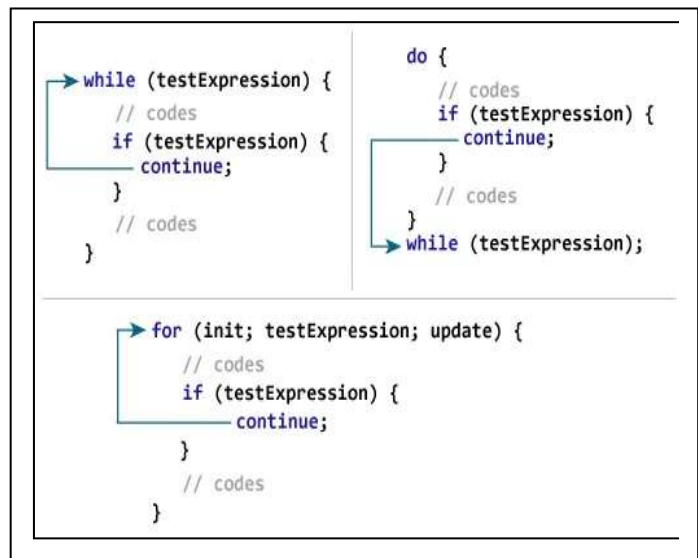 while (testExpression) {
// codes
if (testExpression) {
continue;
}
// codes
}
do {
// codes
if (testExpression) {
continue;
}
// codes
}
while (testExpression);
for (init; testExpression; update) {
// codes
if (testExpression) {
continue;
}
// codes
}